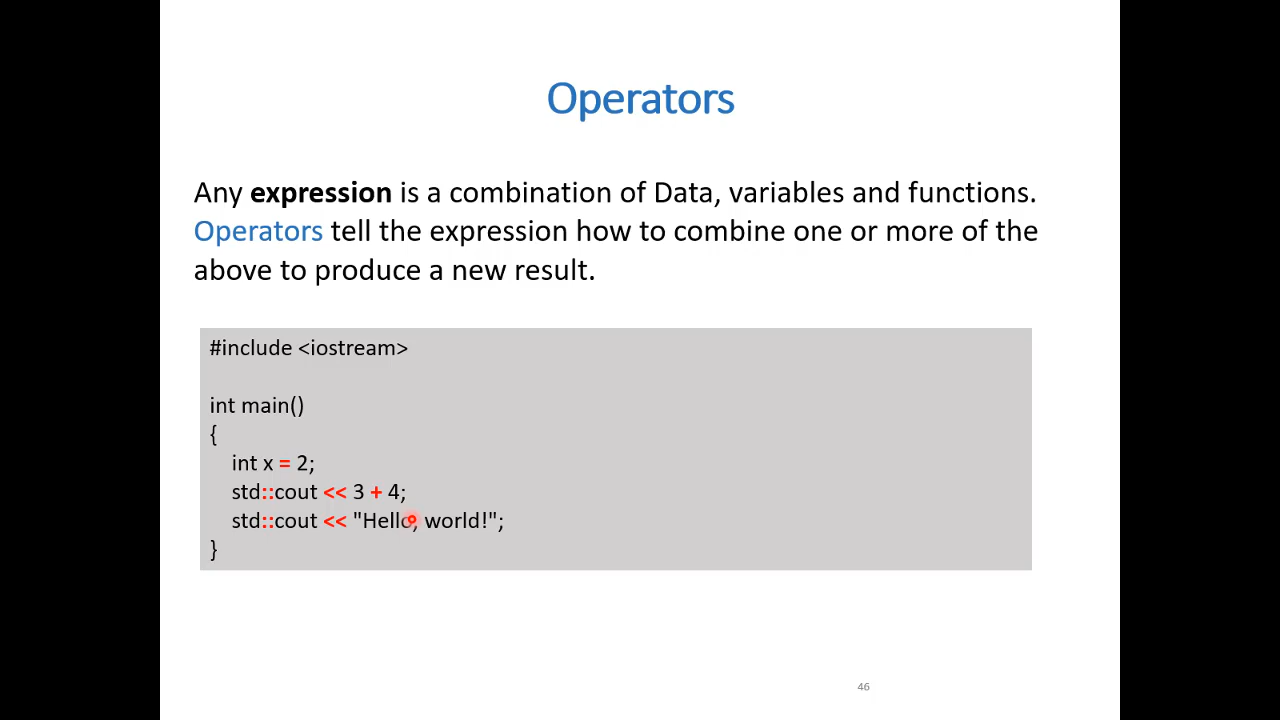 Operators
Any expression is a combination of Data, variables and functions.
Operators tell the expression how to combine one or more of the
above to produce a new result.
#include <iostream>
int main()
{
int x = 2;
std::cout << 3 + 4;
std::cout << "Hello, world!";
}
46